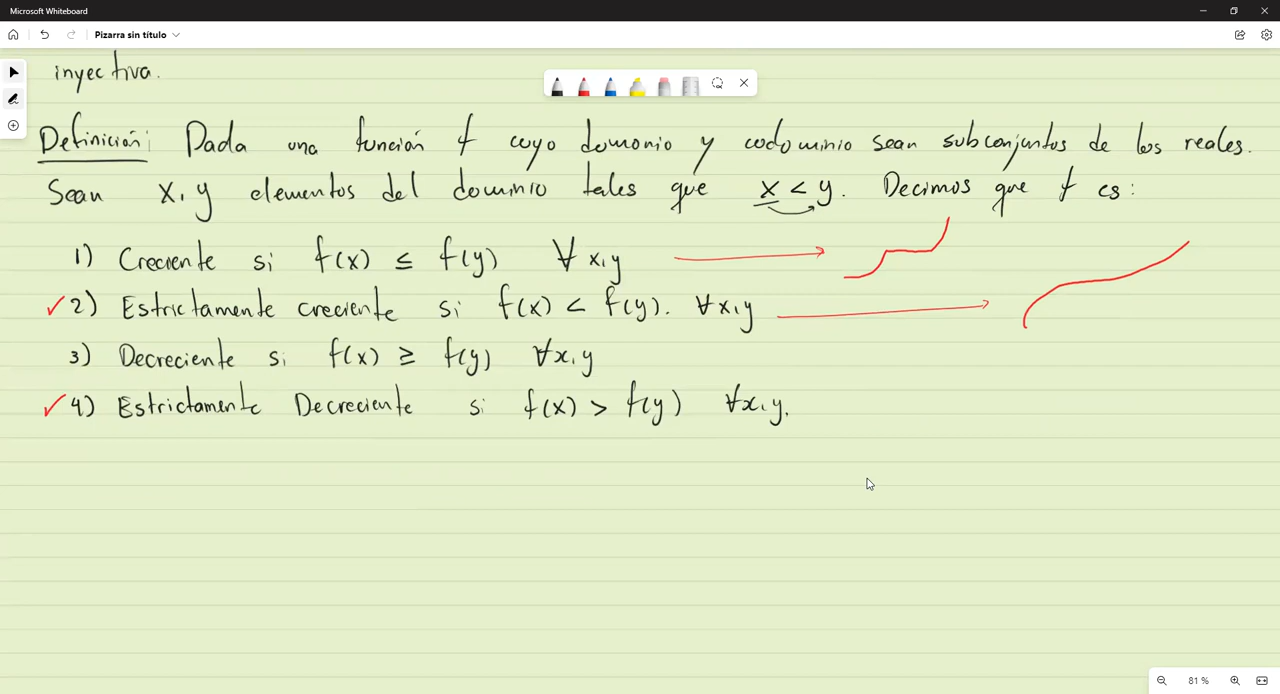 Microsoft Whiteboard
Pizarra sin título
inyectiva.
Definición: Dada una función f cuyo domonio y codominio sean subconjuntos de los reales.
Sean x, y elementos del dominio tales que x < y. Decimos que f es:
1) Creciente si f(x) ≤ f(y) ∀ x,y
✓2) Estrictamente creciente si f(x) < f(y). ∀x,y
3) Decreciente si f(x) ≥ f(y) ∀x,y
✓4) Estrictamente Decreciente si f(x) > f(y) ∀x,y.
81 %